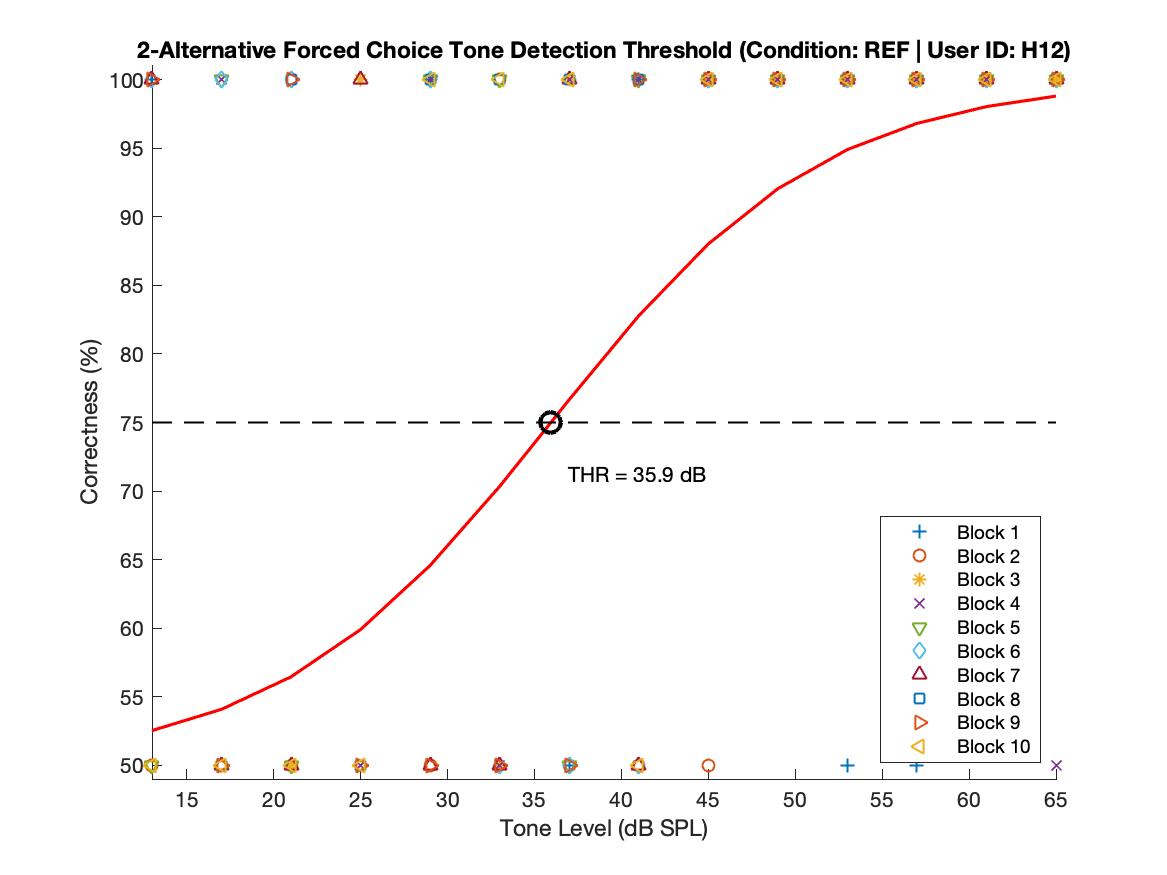 2-Alternative Forced Choice Tone Detection Threshold (Condition: REF | User ID: H12)
100
95
90
85
80
75
70
65
60
55
50
Correctness (%)
THR = 35.9 dB
Block 1
Block 2
Block 3
Block 4
Block 5
Block 6
Block 7
Block 8
Block 9
Block 10
15 20 25 30 35 40 45 50 55 60 65
Tone Level (dB SPL)